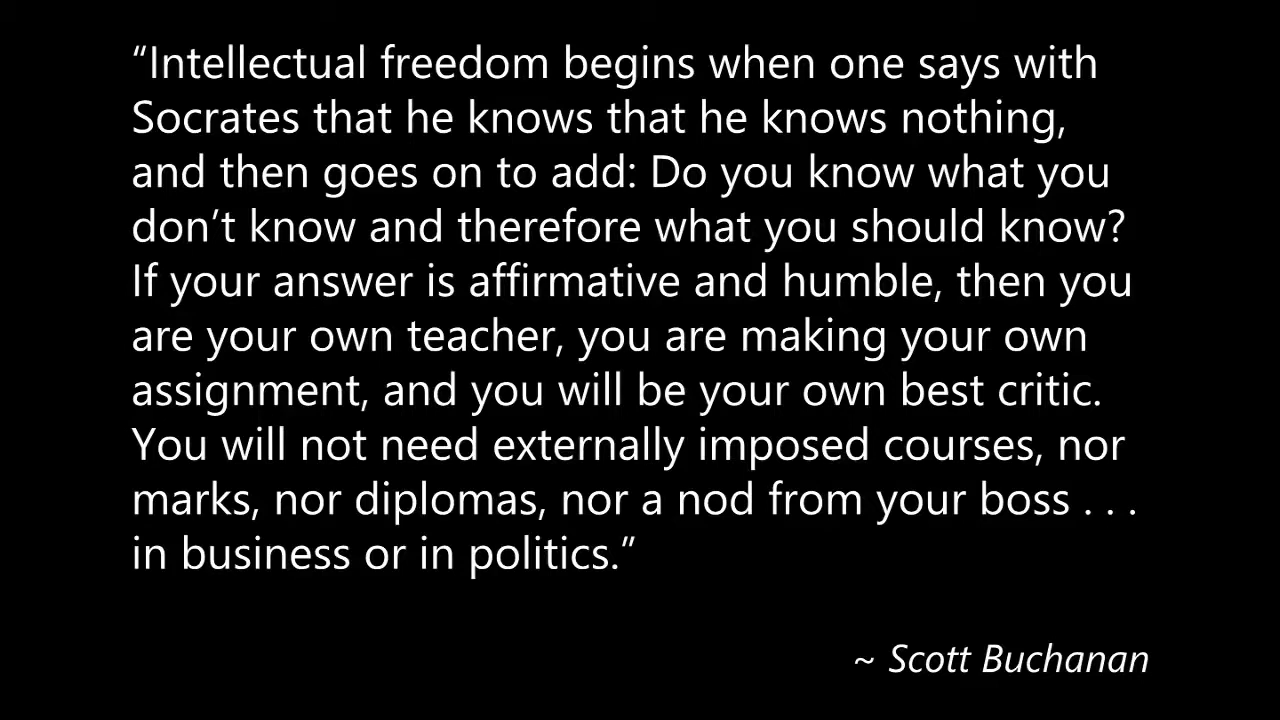 “Intellectual freedom begins when one says with
Socrates that he knows that he knows nothing,
and then goes on to add: Do you know what you
don’t know and therefore what you should know?
If your answer is affirmative and humble, then you
are your own teacher, you are making your own
assignment, and you will be your own best critic.
You will not need externally imposed courses, nor
marks, nor diplomas, nor a nod from your boss . . .
in business or in politics.”
~ Scott Buchanan